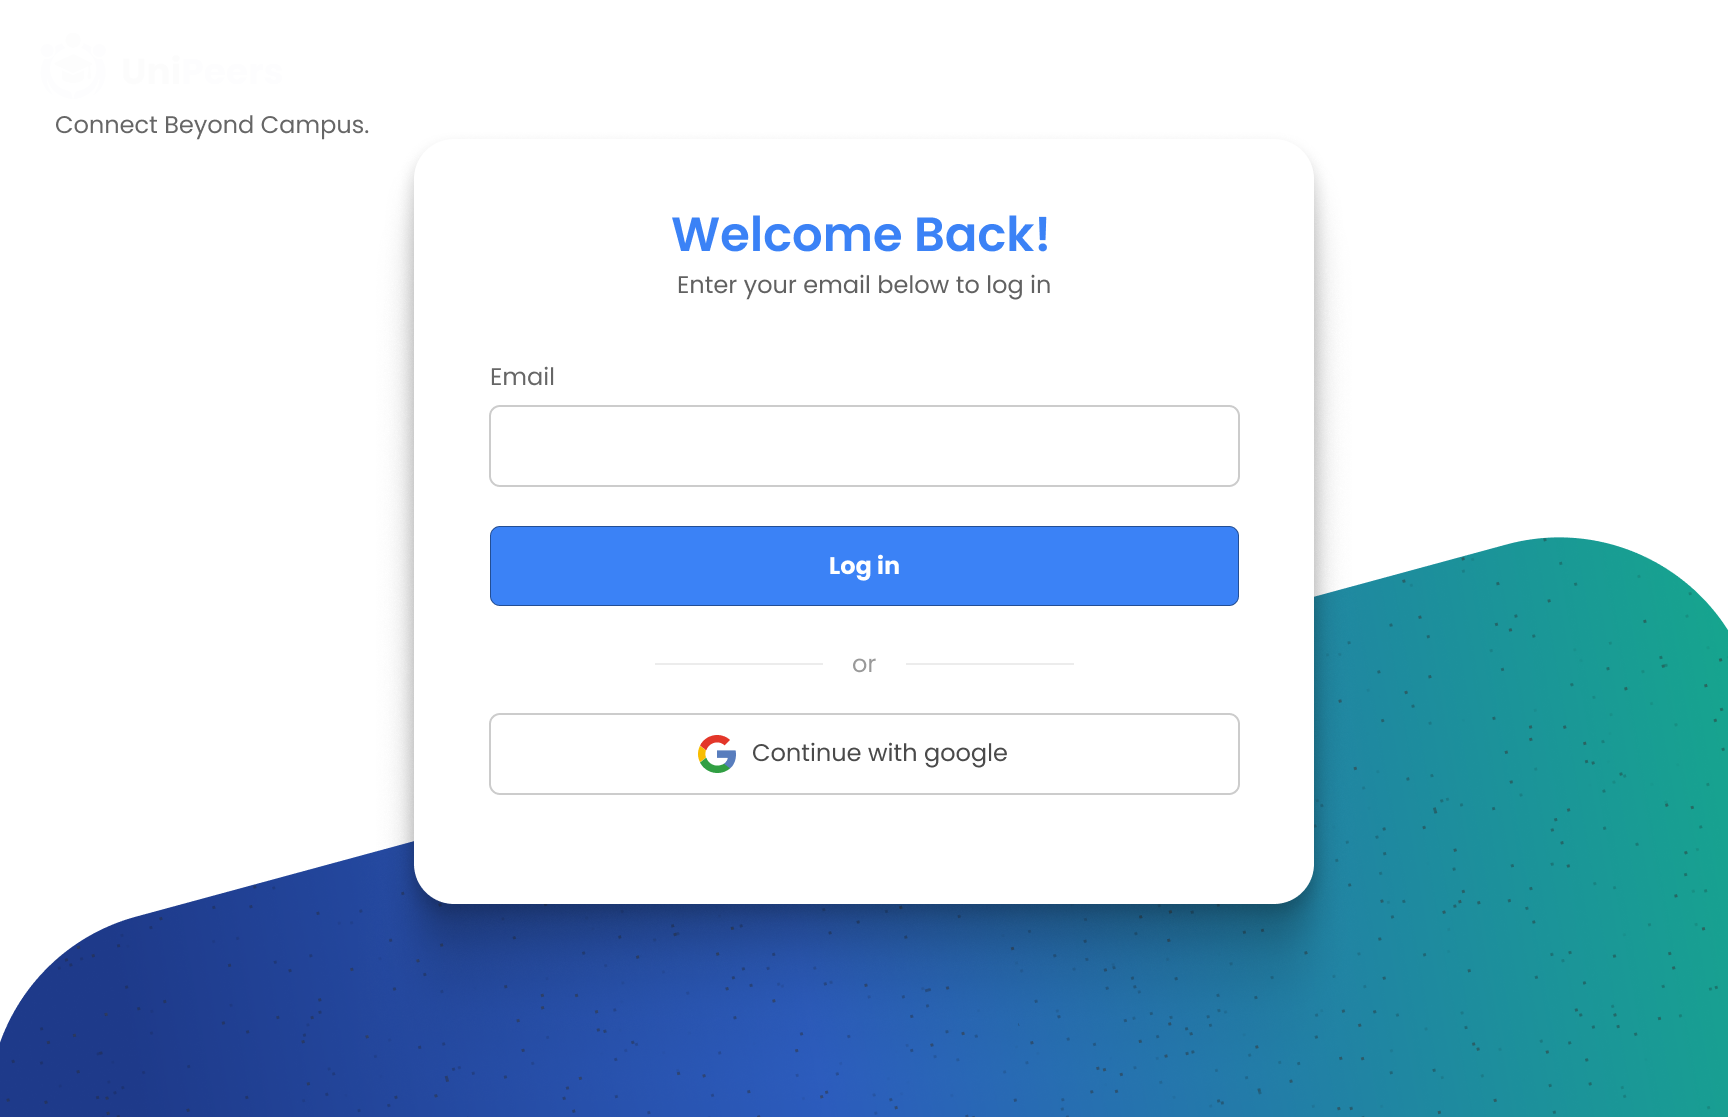 UniPeers
Connect Beyond Campus.
Welcome Back!
Enter your email below to log in
Email
Log in
or
Continue with google